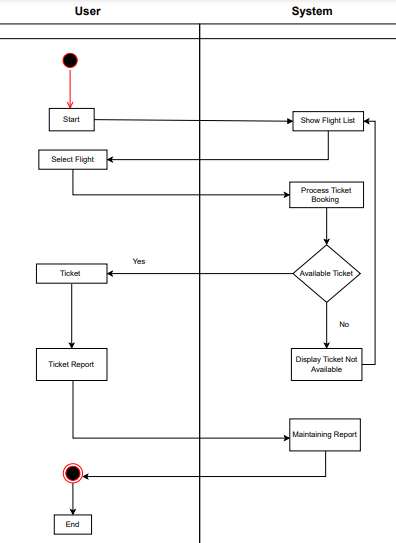 User System
Start
Show Flight List
Select Flight
Process Ticket
Booking
Yes
Ticket
Available Ticket
No
Ticket Report
Display Ticket Not
Available
Maintaining Report
End